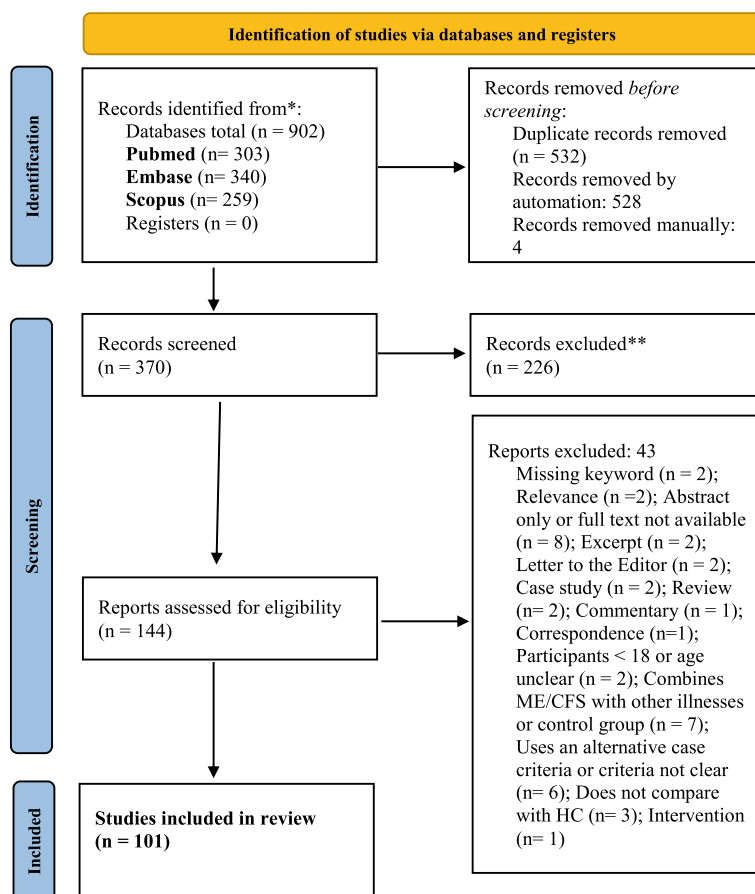 Identification of studies via databases and registers
Identification
Records identified from*:
Databases total (n = 902)
Pubmed (n= 303)
Embase (n= 340)
Scopus (n= 259)
Registers (n = 0)
Records removed before
screening:
Duplicate records removed
(n = 532)
Records removed by
automation: 528
Records removed manually:
4
Screening
Records screened
(n = 370)
Records excluded**
(n = 226)
Reports assessed for eligibility
(n = 144)
Reports excluded: 43
Missing keyword (n = 2);
Relevance (n =2); Abstract
only or full text not available
(n = 8); Excerpt (n = 2);
Letter to the Editor (n = 2);
Case study (n = 2); Review
(n= 2); Commentary (n = 1);
Correspondence (n=1);
Participants < 18 or age
unclear (n = 2); Combines
ME/CFS with other illnesses
or control group (n = 7);
Uses an alternative case
criteria or criteria not clear
(n= 6); Does not compare
with HC (n= 3); Intervention
(n= 1)
Included
Studies included in review
(n = 101)